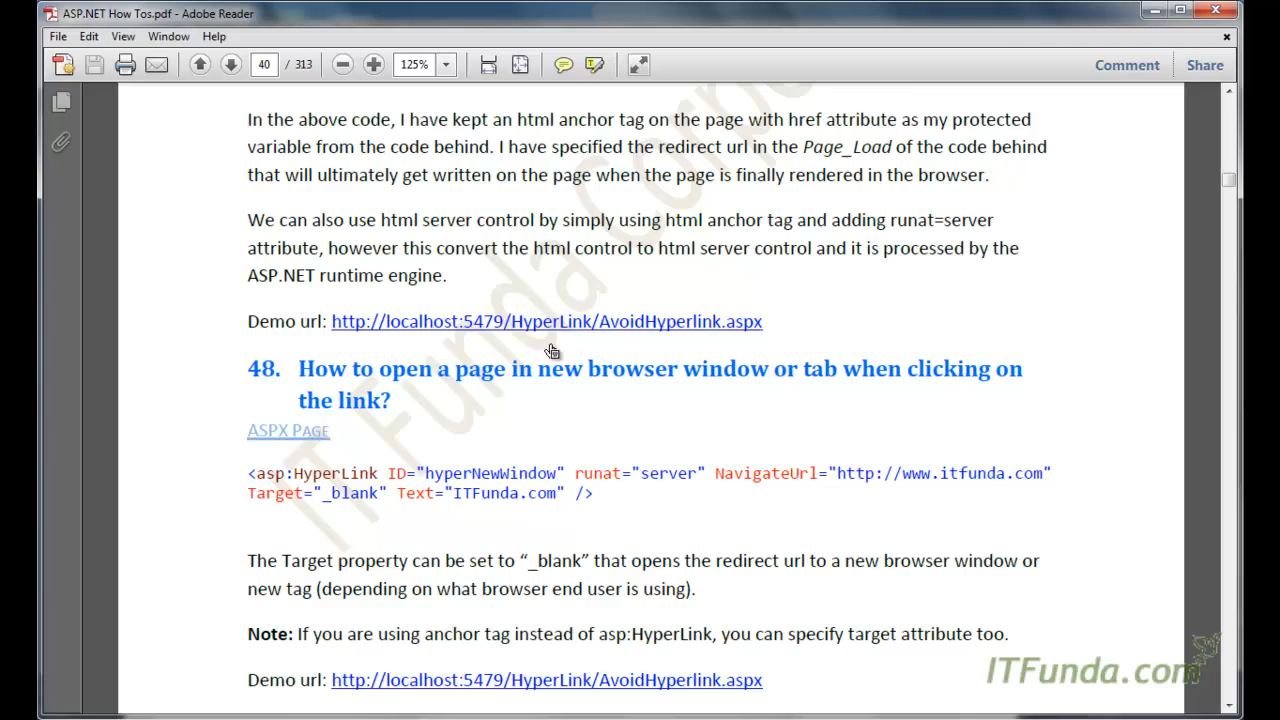 ASP.NET How Tos.pdf - Adobe Reader
File Edit View Window Help
40 / 313 125% Comment Share
In the above code, I have kept an html anchor tag on the page with href attribute as my protected
variable from the code behind. I have specified the redirect url in the Page_Load of the code behind
that will ultimately get written on the page when the page is finally rendered in the browser.
We can also use html server control by simply using html anchor tag and adding runat=server
attribute, however this convert the html control to html server control and it is processed by the
ASP.NET runtime engine.
Demo url: http://localhost:5479/HyperLink/AvoidHyperlink.aspx
48. How to open a page in new browser window or tab when clicking on
the link?
ASPX PAGE
<asp:HyperLink ID="hyperNewWindow" runat="server" NavigateUrl="http://www.itfunda.com"
Target="_blank" Text="ITFunda.com" />
The Target property can be set to “_blank” that opens the redirect url to a new browser window or
new tag (depending on what browser end user is using).
Note: If you are using anchor tag instead of asp:HyperLink, you can specify target attribute too.
Demo url: http://localhost:5479/HyperLink/AvoidHyperlink.aspx
ITFunda.com